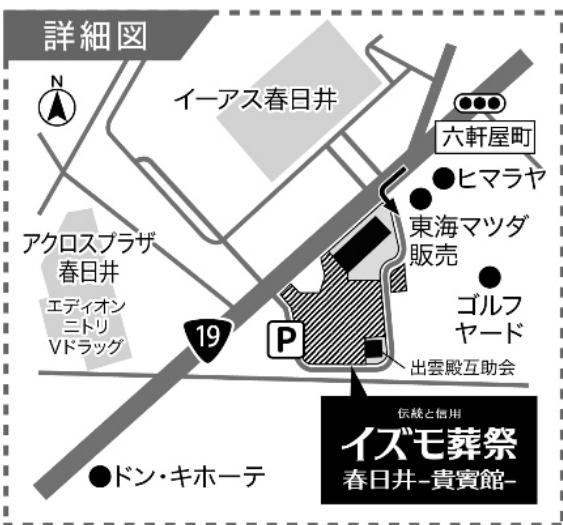 詳細図
N
イーアス春日井
六軒屋町
ヒマラヤ
東海マツダ
販売
アクロスプラザ
春日井
エディオン
ニトリ
Vドラッグ
ゴルフ
ヤード
19
P
出雲殿互助会
伝統と信用
イズモ葬祭
春日井-貴賓館-
ドン・キホーテ